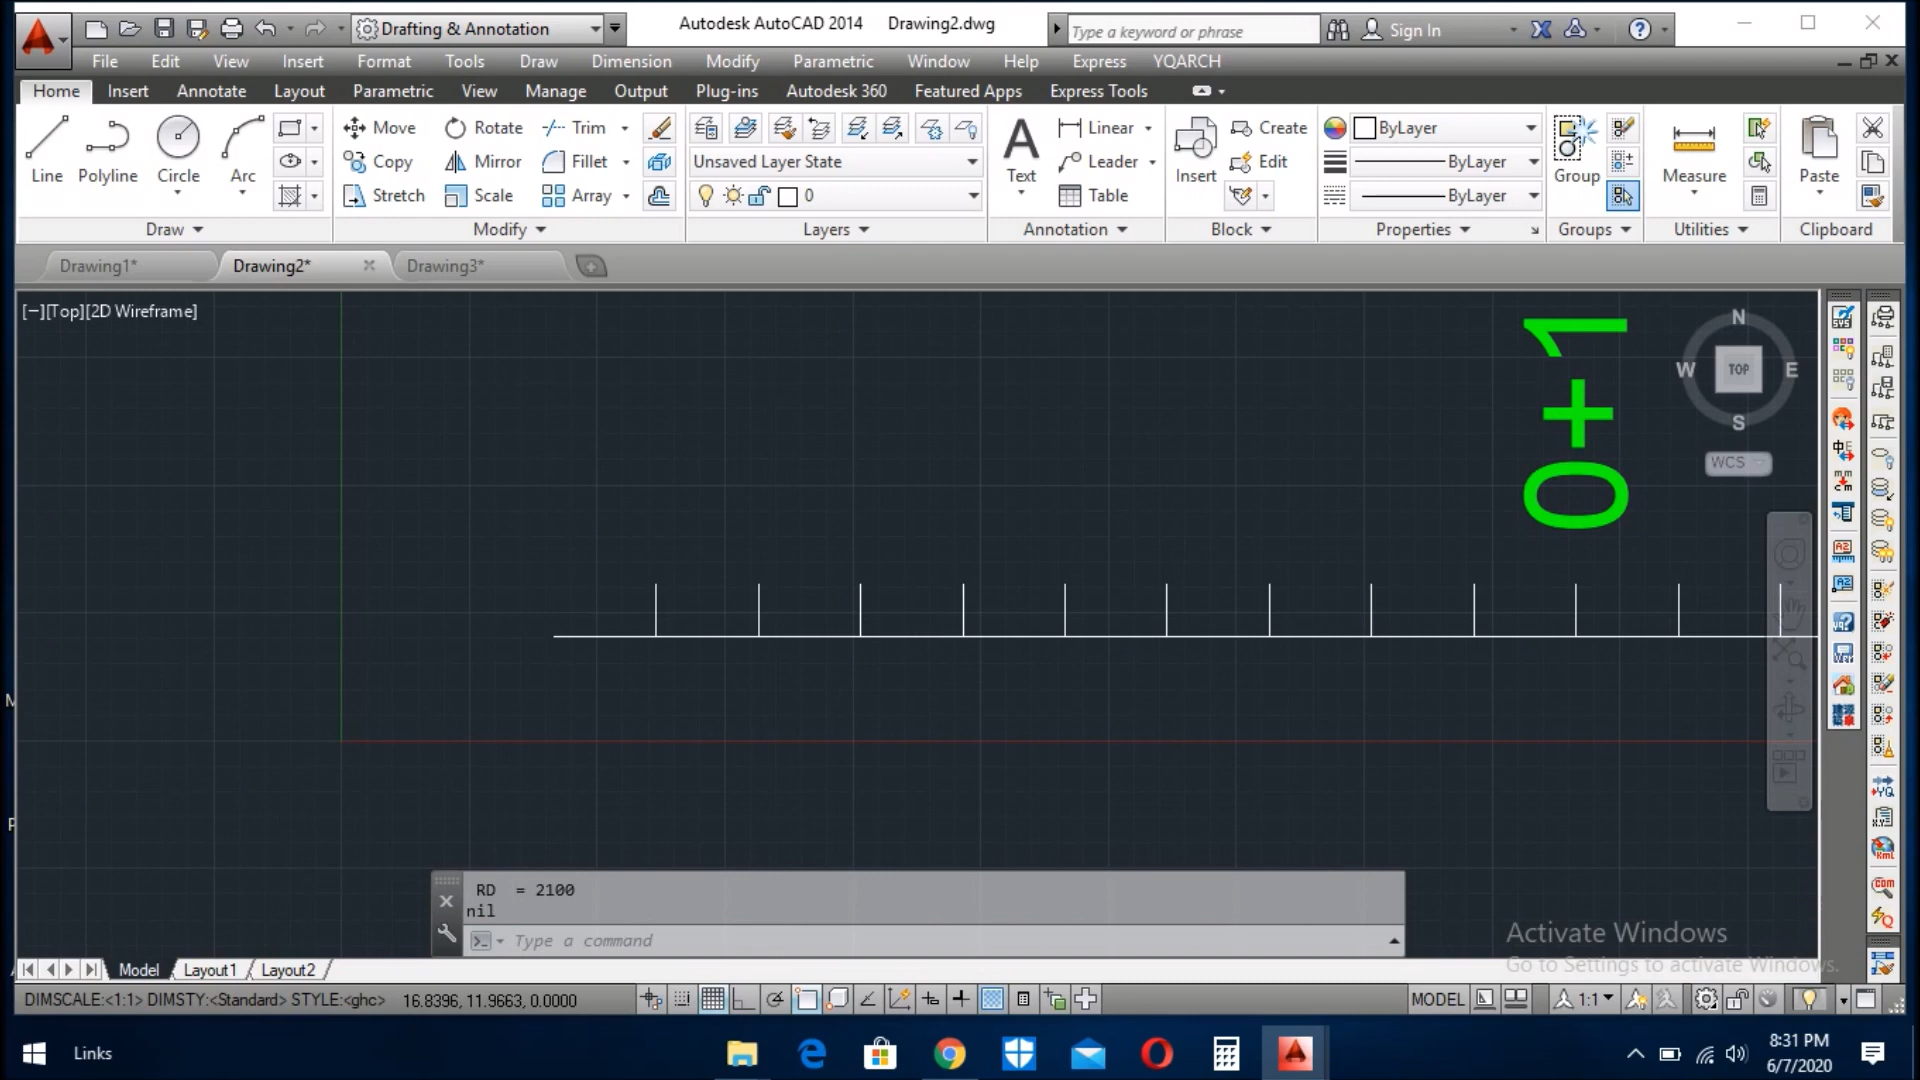 Drafting & Annotation
Autodesk AutoCAD 2014 Drawing2.dwg
Type a keyword or phrase
Sign In
File Edit View Insert Format Tools Draw Dimension Modify Parametric Window Help Express YQARCH
Home Insert Annotate Layout Parametric View Manage Output Plug-ins Autodesk 360 Featured Apps Express Tools
Move Rotate Trim Linear Create ByLayer
Unsaved Layer State
Copy Mirror Fillet Leader Edit ByLayer
Line Polyline Circle Arc Text Insert Group Measure Paste
Stretch Scale Array 0 Table ByLayer
Draw Modify Layers Annotation Block Properties Groups Utilities Clipboard
Drawing1* Drawing2* Drawing3*
[−][Top][2D Wireframe]
0+1
N
W TOP E
S
WCS
RD = 2100
nil
Type a command
Activate Windows
Go to Settings to activate Windows.
Model Layout1 Layout2
DIMSCALE:<1:1> DIMSTY:<Standard> STYLE:<ghc> 16.8396, 11.9663, 0.0000
MODEL 1:1
Links
8:31 PM
6/7/2020